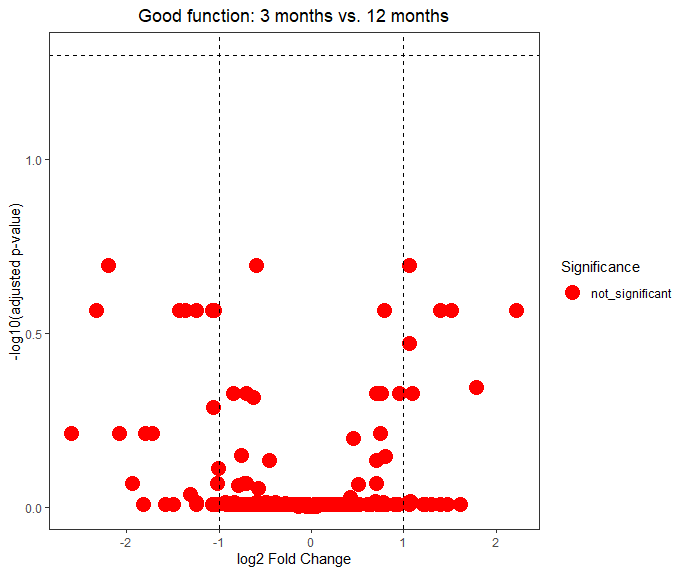 Good function: 3 months vs. 12 months
-log10(adjusted p-value)
1.0
0.5
0.0
-2
-1
0
1
2
log2 Fold Change
Significance
not_significant